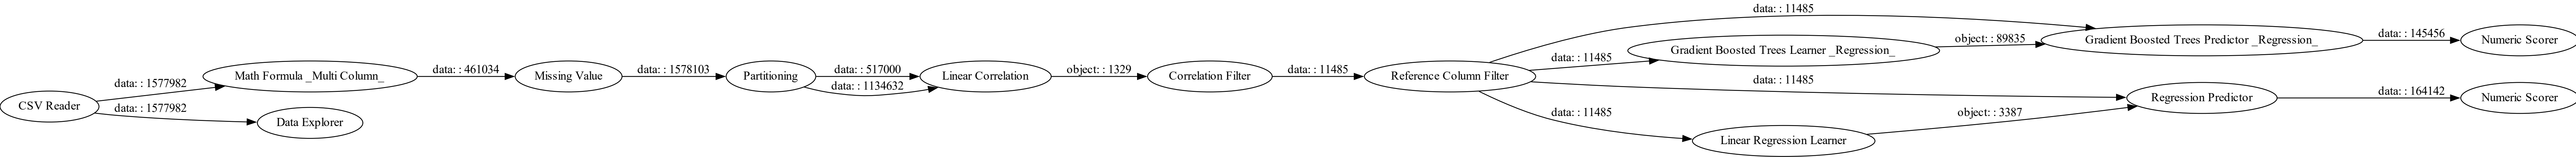 CSV Reader
data: : 1577982
data: : 1577982
Math Formula _Multi Column_
Data Explorer
data: : 461034
Missing Value
data: : 1578103
Partitioning
data: : 517000
data: : 1134632
Linear Correlation
object: : 1329
Correlation Filter
data: : 11485
Reference Column Filter
data: : 11485
data: : 11485
data: : 11485
data: : 11485
Gradient Boosted Trees Learner _Regression_
Linear Regression Learner
object: : 89835
object: : 3387
Gradient Boosted Trees Predictor _Regression_
Regression Predictor
data: : 145456
data: : 164142
Numeric Scorer
Numeric Scorer